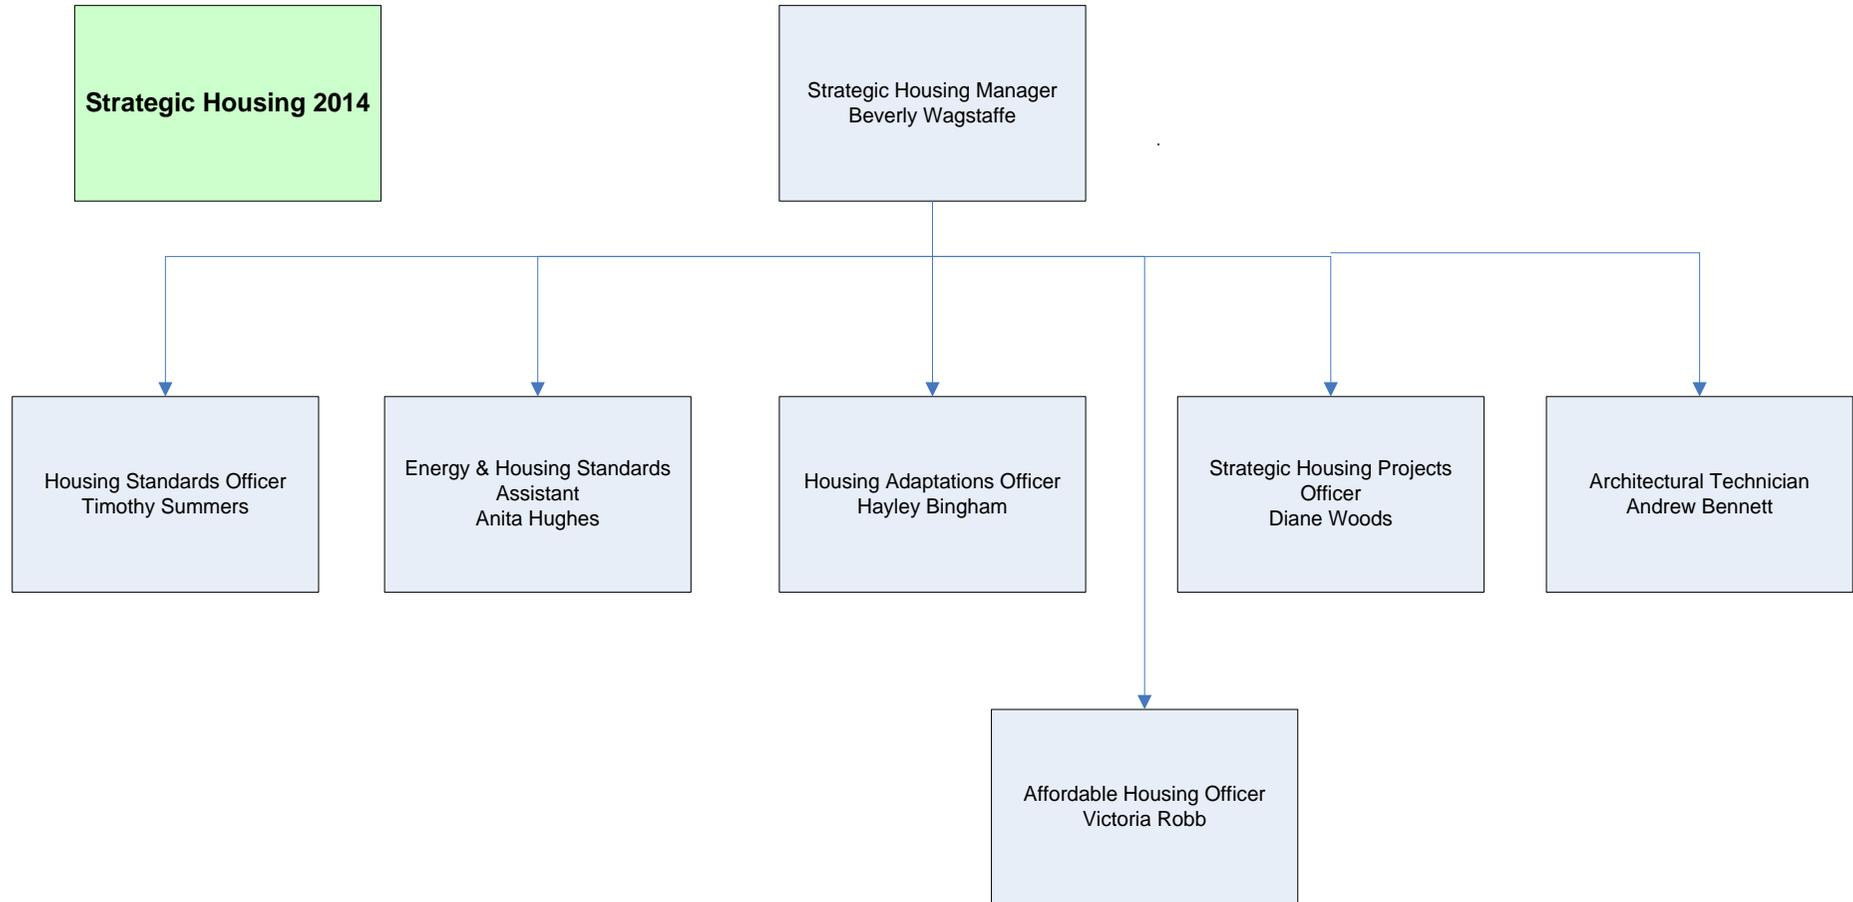 Strategic Housing 2014
Strategic Housing Manager
Beverly Wagstaffe
.
Housing Standards Officer
Timothy Summers
Energy & Housing Standards
Assistant
Anita Hughes
Housing Adaptations Officer
Hayley Bingham
Strategic Housing Projects
Officer
Diane Woods
Architectural Technician
Andrew Bennett
Affordable Housing Officer
Victoria Robb